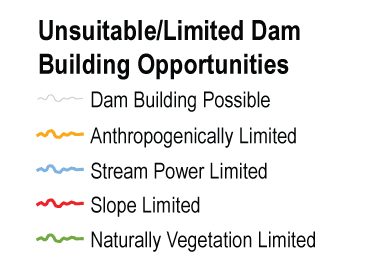 Unsuitable/Limited Dam
Building Opportunities
Dam Building Possible
Anthropogenically Limited
Stream Power Limited
Slope Limited
Naturally Vegetation Limited